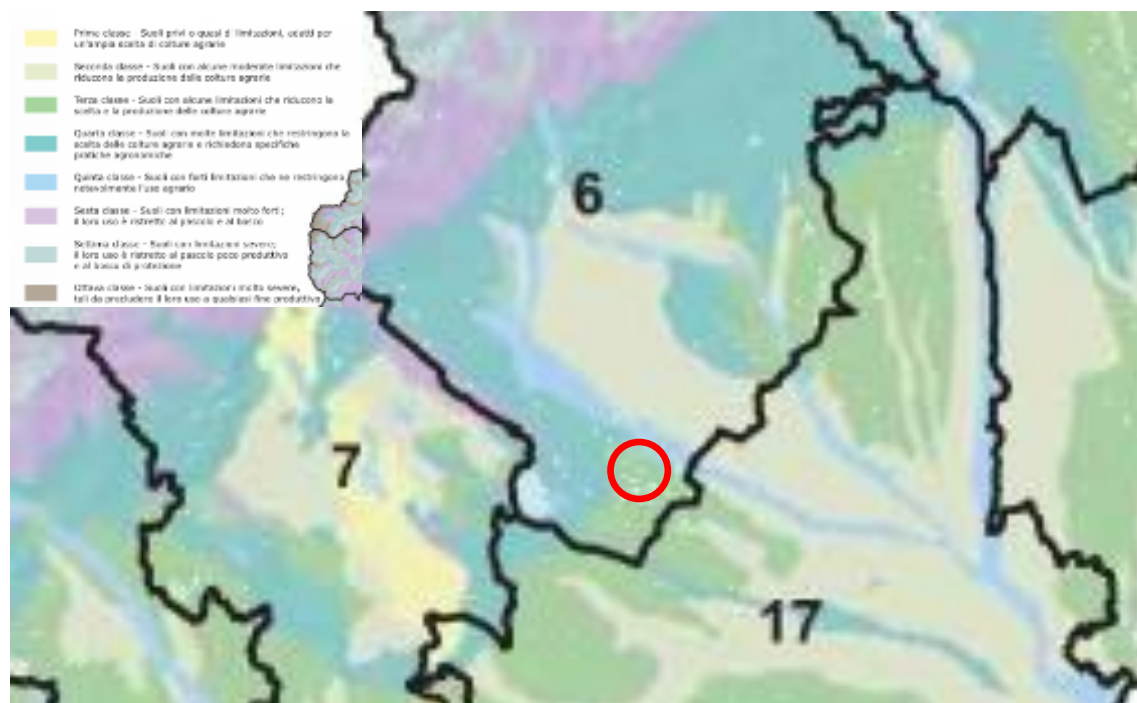 Prima classe - Suoli privi o quasi di limitazioni, adatti per
un'ampia scelta di colture agrarie
Seconda classe - Suoli con alcune moderate limitazioni che
riducono la produzione delle colture agrarie
Terza classe - Suoli con alcune limitazioni che riducono la
scelta e la produzione delle colture agrarie
Quarta classe - Suoli con molte limitazioni che restringono la
scelta delle colture agrarie e richiedono specifiche
pratiche agronomiche
Quinta classe - Suoli con forti limitazioni che ne restringono
notevolmente l'uso agrario
Sesta classe - Suoli con limitazioni molto forti;
il loro uso è ristretto al pascolo e al bosco
Settima classe - Suoli con limitazioni severe;
il loro uso è ristretto al pascolo poco produttivo
e al bosco di protezione
Ottava classe - Suoli con limitazioni molto severe,
tali da precludere il loro uso a qualsiasi fine produttivo
6
7
17